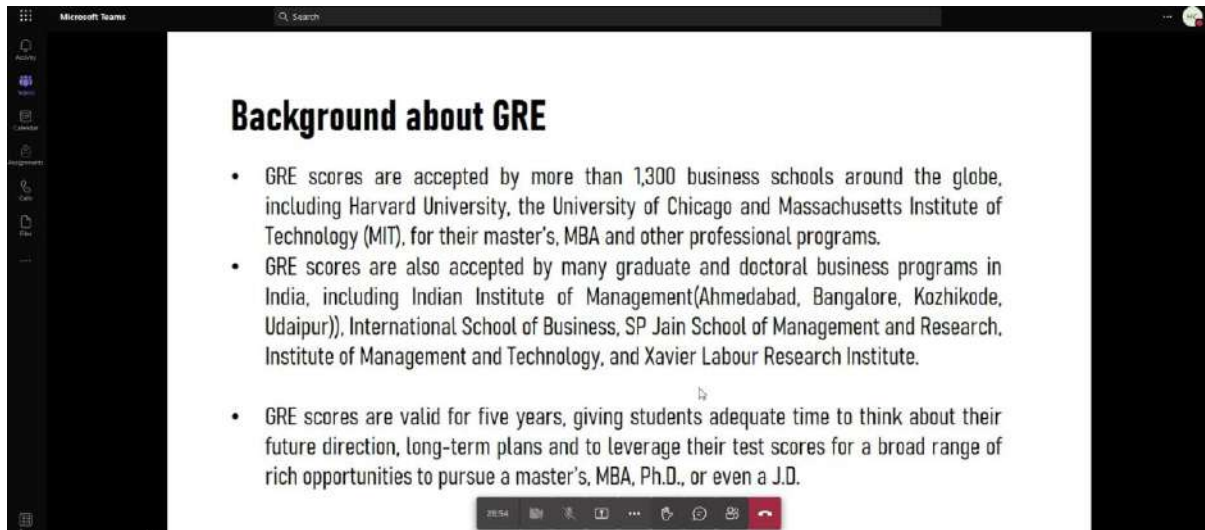 Microsoft Teams
Search
Activity
Teams
Calendar
Assignments
Calls
Files
Background about GRE
• GRE scores are accepted by more than 1,300 business schools around the globe,
including Harvard University, the University of Chicago and Massachusetts Institute of
Technology (MIT), for their master's, MBA and other professional programs.
• GRE scores are also accepted by many graduate and doctoral business programs in
India, including Indian Institute of Management(Ahmedabad, Bangalore, Kozhikode,
Udaipur)), International School of Business, SP Jain School of Management and Research,
Institute of Management and Technology, and Xavier Labour Research Institute.
• GRE scores are valid for five years, giving students adequate time to think about their
future direction, long-term plans and to leverage their test scores for a broad range of
rich opportunities to pursue a master's, MBA, Ph.D., or even a J.D.
28:54